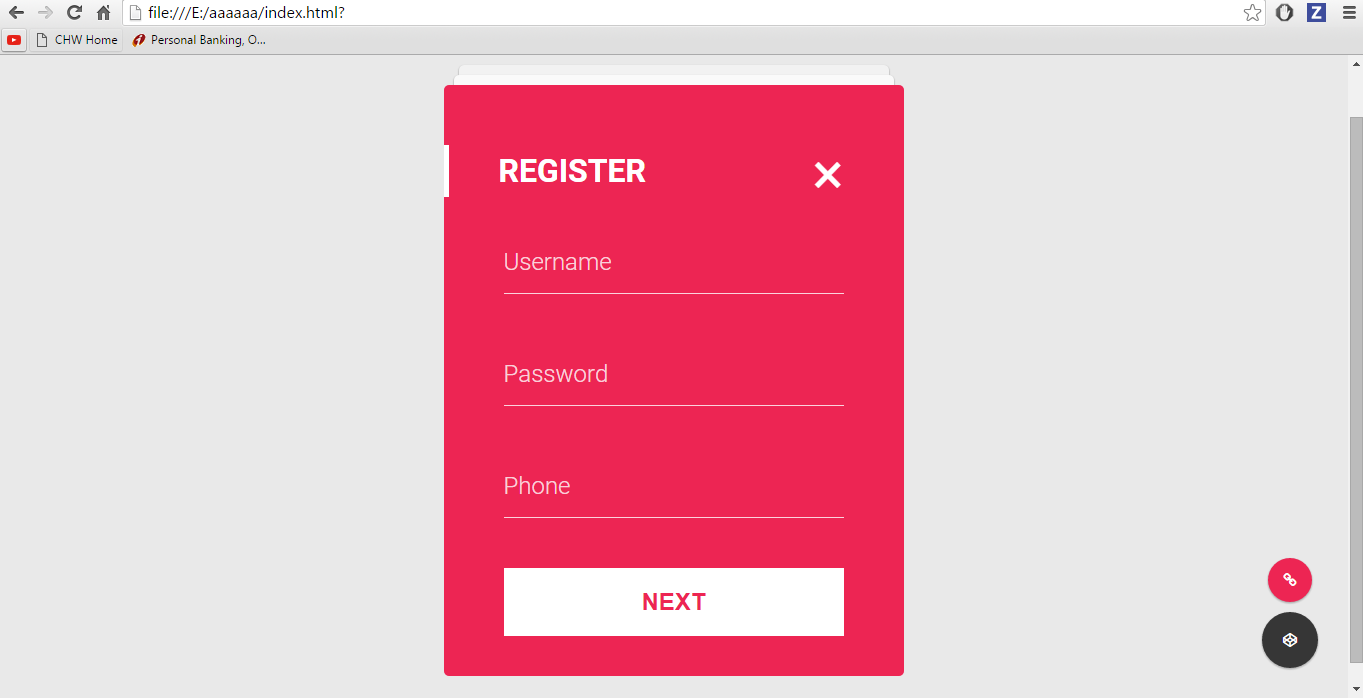 file:///E:/aaaaaa/index.html?
CHW Home Personal Banking, O...
Z
REGISTER
Username
Password
Phone
NEXT